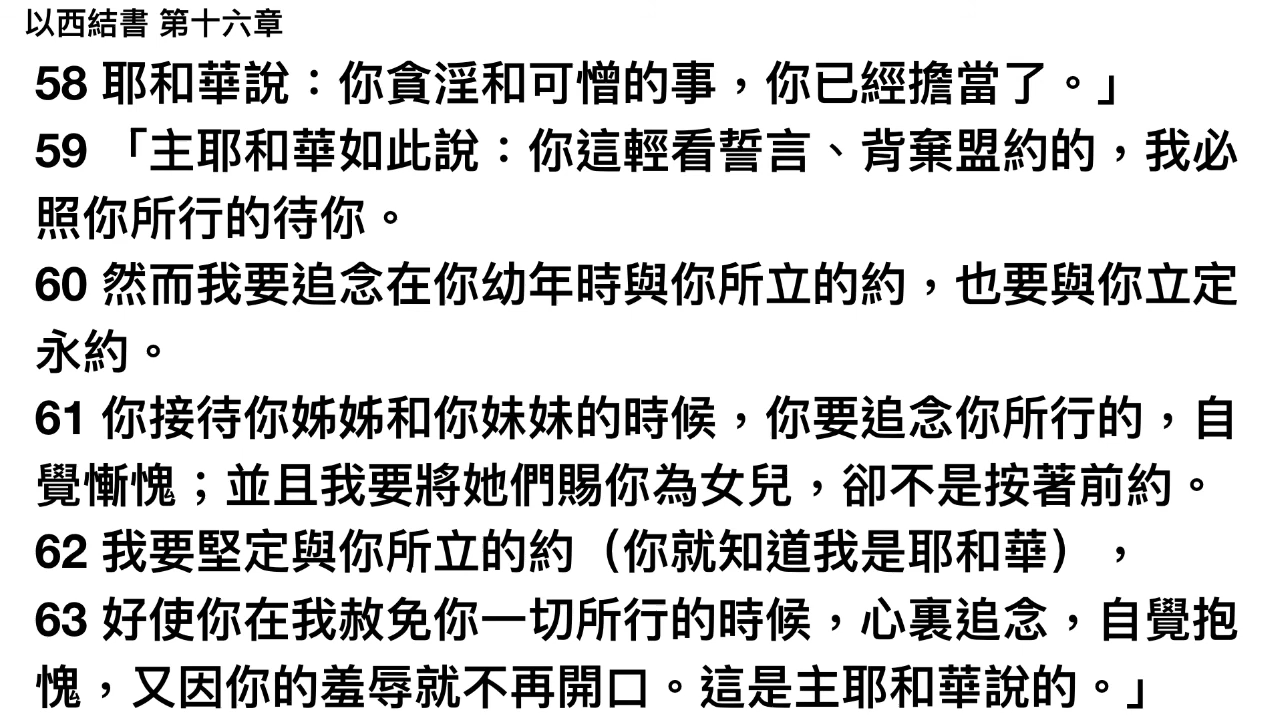 以西結書 第十六章
58 耶和華說：你貪淫和可憎的事，你已經擔當了。」
59 「主耶和華如此說：你這輕看誓言、背棄盟約的，我必
照你所行的待你。
60 然而我要追念在你幼年時與你所立的約，也要與你立定
永約。
61 你接待你姊姊和你妹妹的時候，你要追念你所行的，自
覺慚愧；並且我要將她們賜你為女兒，卻不是按著前約。
62 我要堅定與你所立的約（你就知道我是耶和華），
63 好使你在我赦免你一切所行的時候，心裏追念，自覺抱
愧，又因你的羞辱就不再開口。這是主耶和華說的。」